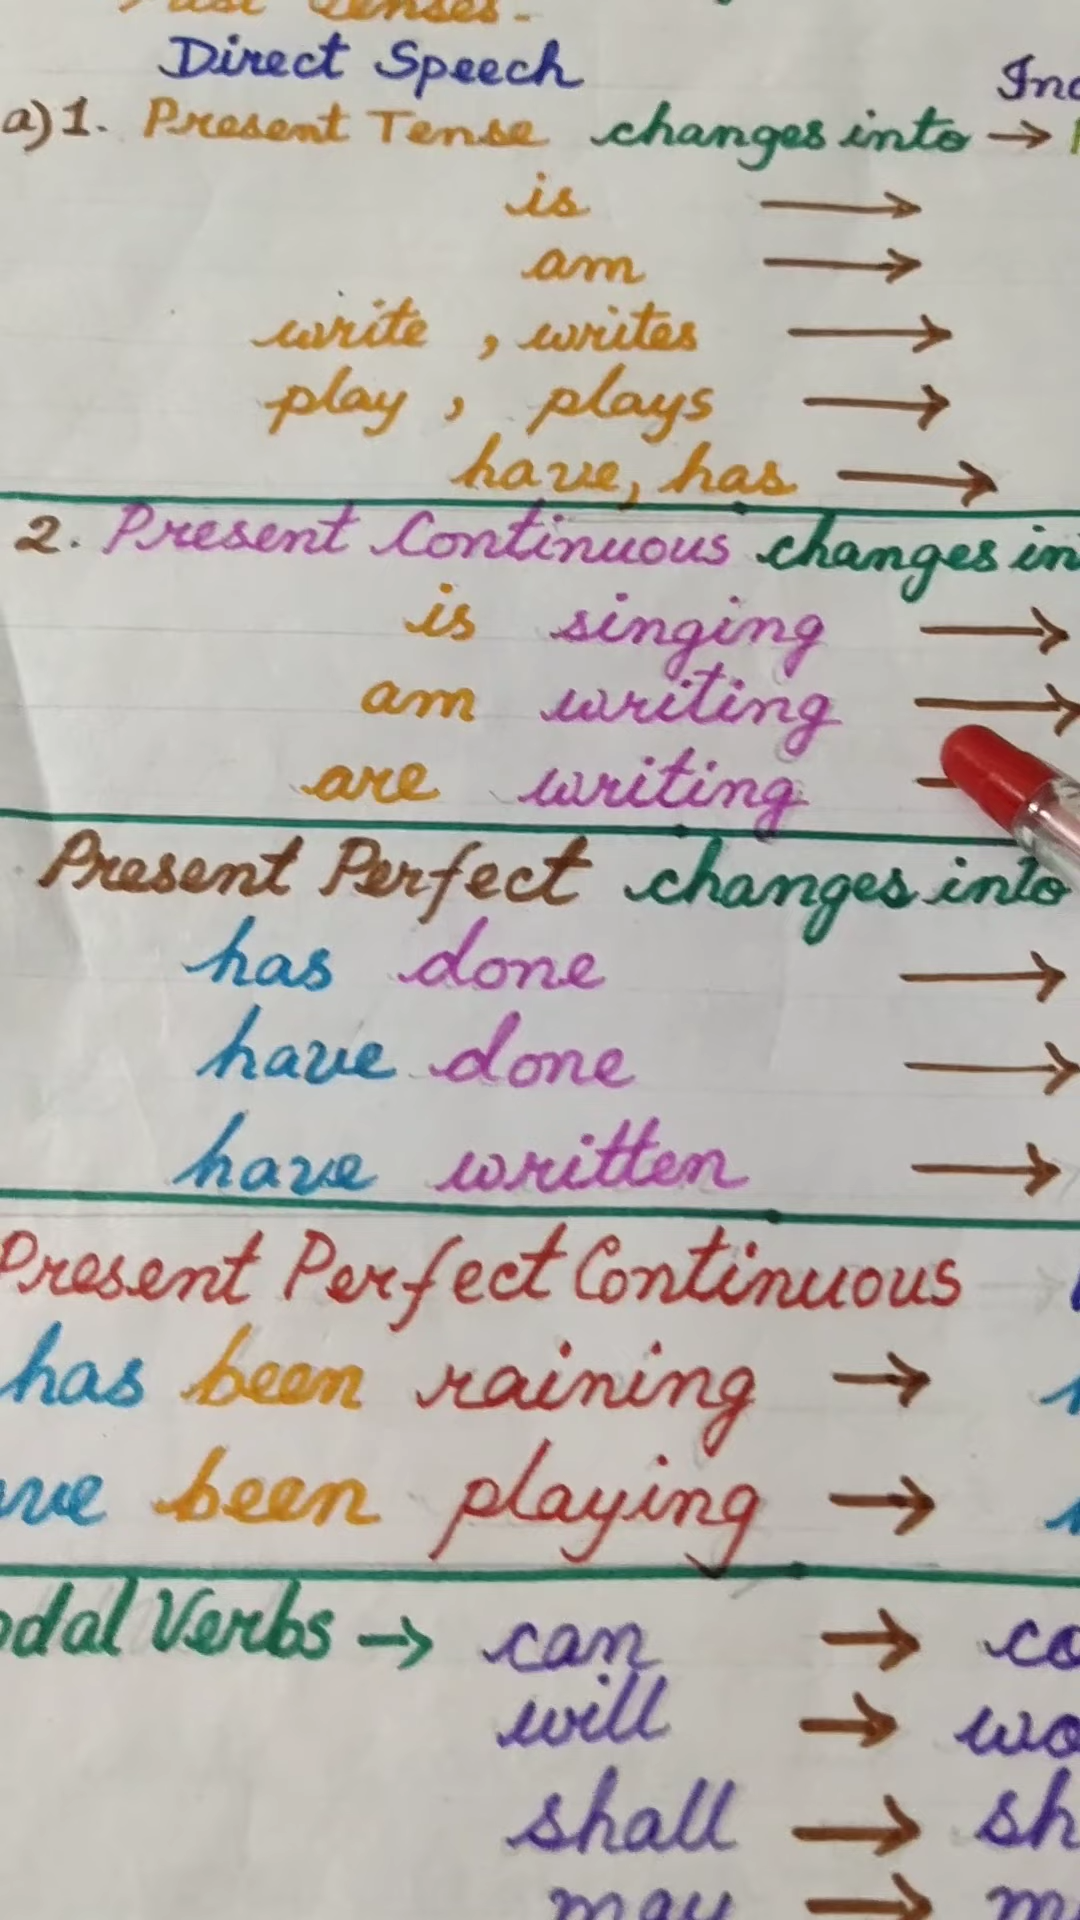 Tenses-
Direct Speech
a) 1. Present Tense changes into →
is →
am →
write , writes →
play , plays →
have, has →
2. Present Continuous changes in
is singing →
am writing →
are writing
Present Perfect changes into
has done →
have done →
have written →
Present Perfect Continuous
has been raining →
been playing →
Verbs → can →
will →
shall →
may →